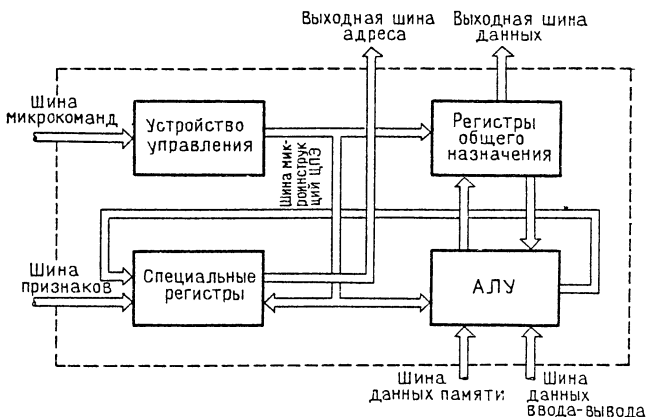 Выходная шина
адреса
Выходная шина
данных
Шина
микрокоманд
Устройство
управления
Регистры
общего
назначения
Шина мик-
роинструк
ций ЦПЭ
Шина
признаков
Специальные
регистры
АЛУ
Шина
данных памяти
Шина
данных
ввода-вывода